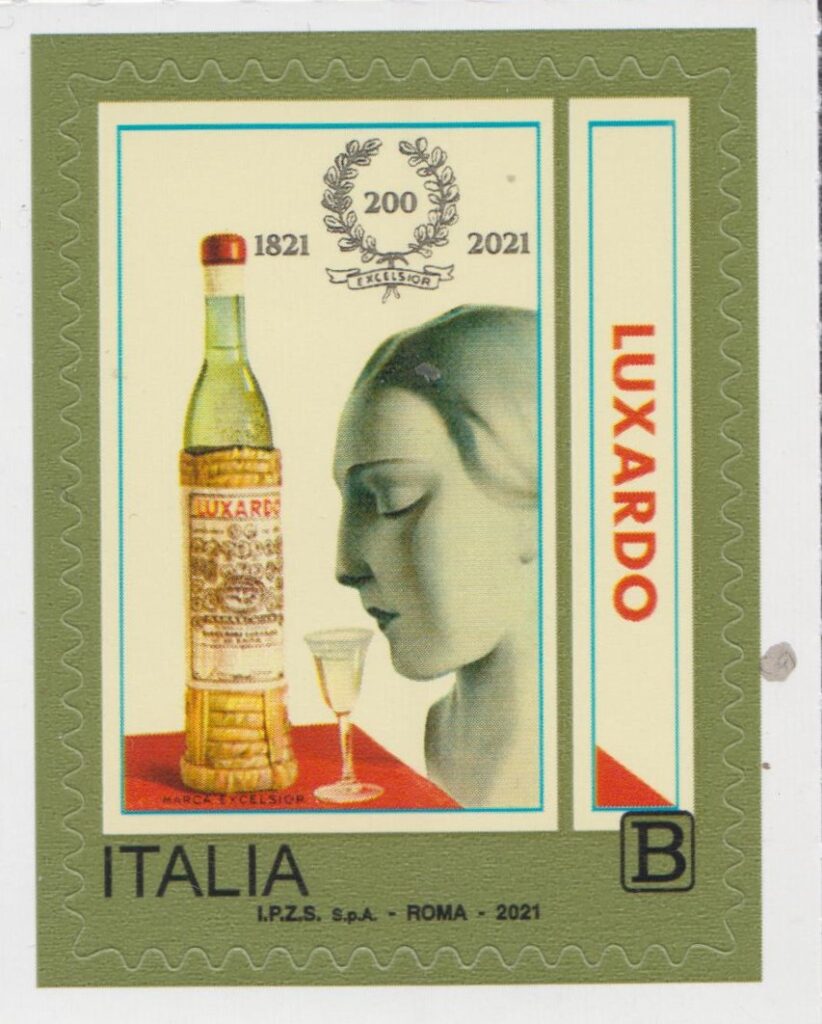 200
1821
2021
EXCELSIOR
LUXARDO
LUXARDO
MARCA EXCELSIOR
ITALIA
B
I.P.Z.S. S.p.A. - ROMA - 2021